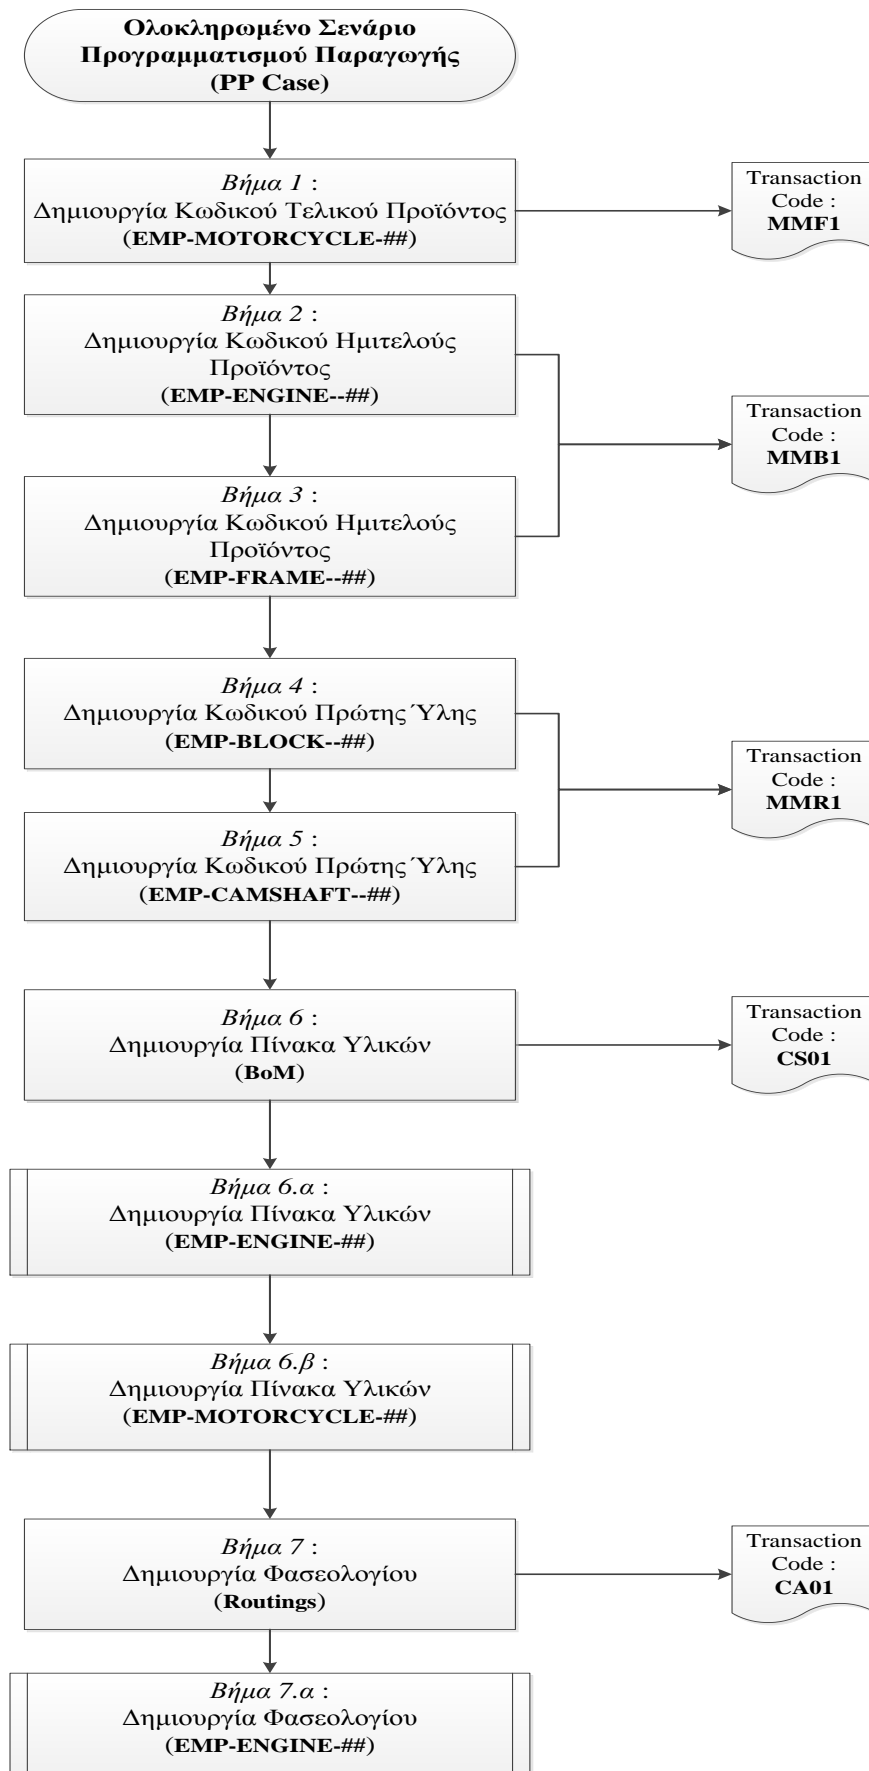 Ολοκληρωμένο Σενάριο
Προγραμματισμού Παραγωγής
(PP Case)
Βήμα 1 :
Δημιουργία Κωδικού Τελικού Προϊόντος
(EMP-MOTORCYCLE-##)
Transaction
Code :
MMF1
Βήμα 2 :
Δημιουργία Κωδικού Ημιτελούς
Προϊόντος
(EMP-ENGINE--##)
Transaction
Code :
MMB1
Βήμα 3 :
Δημιουργία Κωδικού Ημιτελούς
Προϊόντος
(EMP-FRAME--##)
Βήμα 4 :
Δημιουργία Κωδικού Πρώτης Ύλης
(EMP-BLOCK--##)
Transaction
Code :
MMR1
Βήμα 5 :
Δημιουργία Κωδικού Πρώτης Ύλης
(EMP-CAMSHAFT--##)
Βήμα 6 :
Δημιουργία Πίνακα Υλικών
(BoM)
Transaction
Code :
CS01
Βήμα 6.α :
Δημιουργία Πίνακα Υλικών
(EMP-ENGINE-##)
Βήμα 6.β :
Δημιουργία Πίνακα Υλικών
(EMP-MOTORCYCLE-##)
Βήμα 7 :
Δημιουργία Φασεολογίου
(Routings)
Transaction
Code :
CA01
Βήμα 7.α :
Δημιουργία Φασεολογίου
(EMP-ENGINE-##)